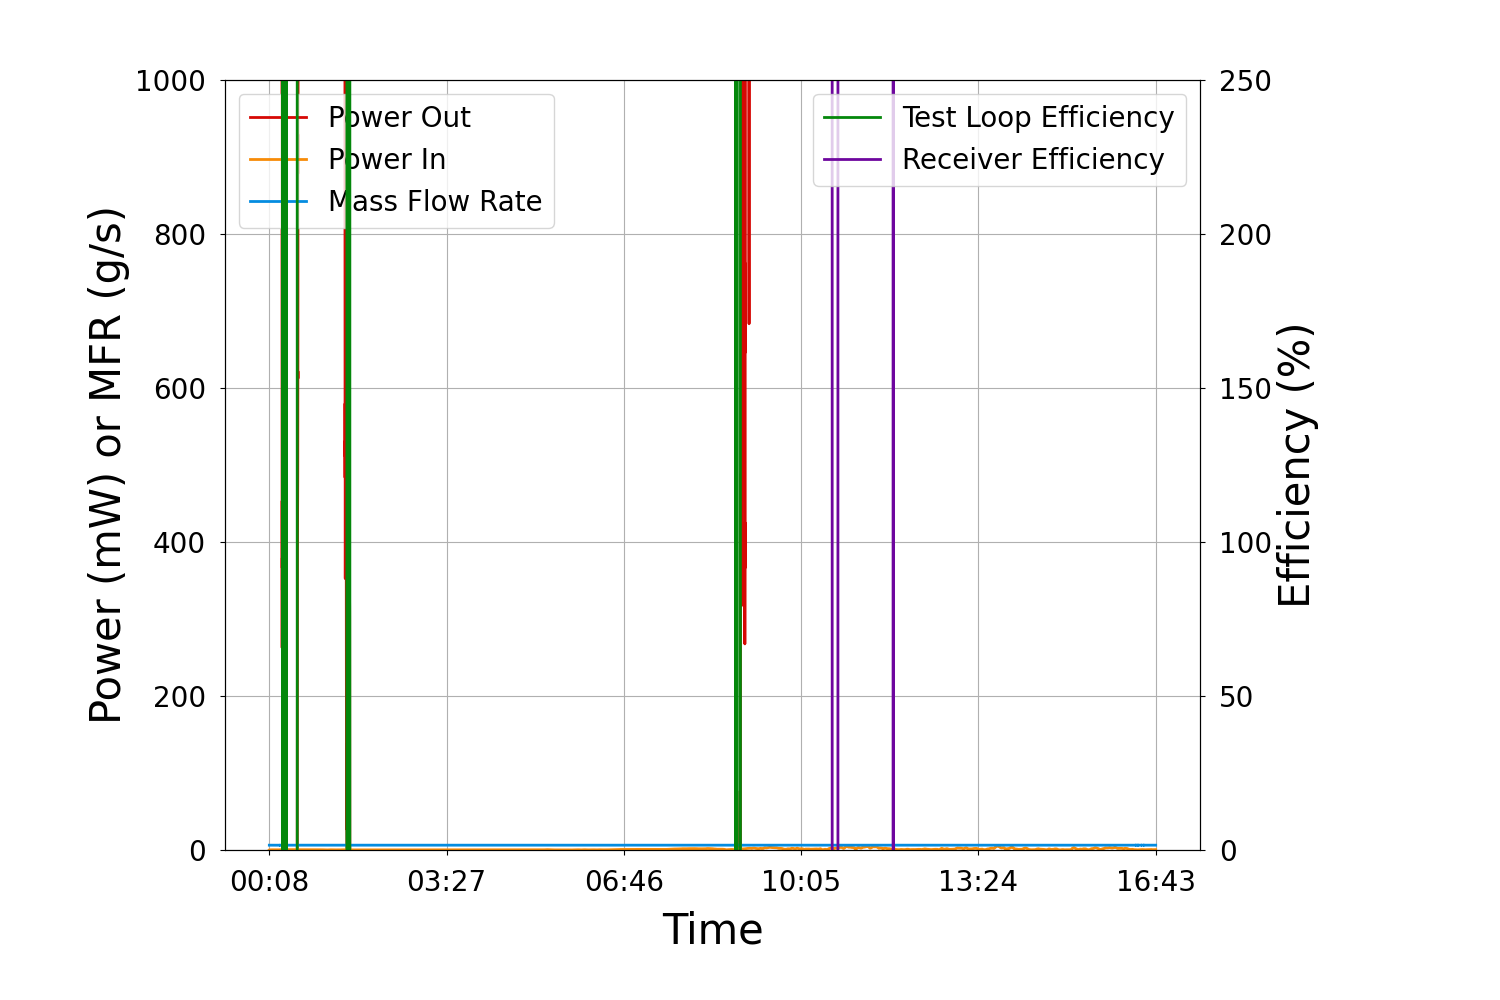 1000
800
600
400
200
0
Power (mW) or MFR (g/s)
Power Out
Power In
Mass Flow Rate
Test Loop Efficiency
Receiver Efficiency
250
200
150
100
50
0
Efficiency (%)
00:08 03:27 06:46 10:05 13:24 16:43
Time